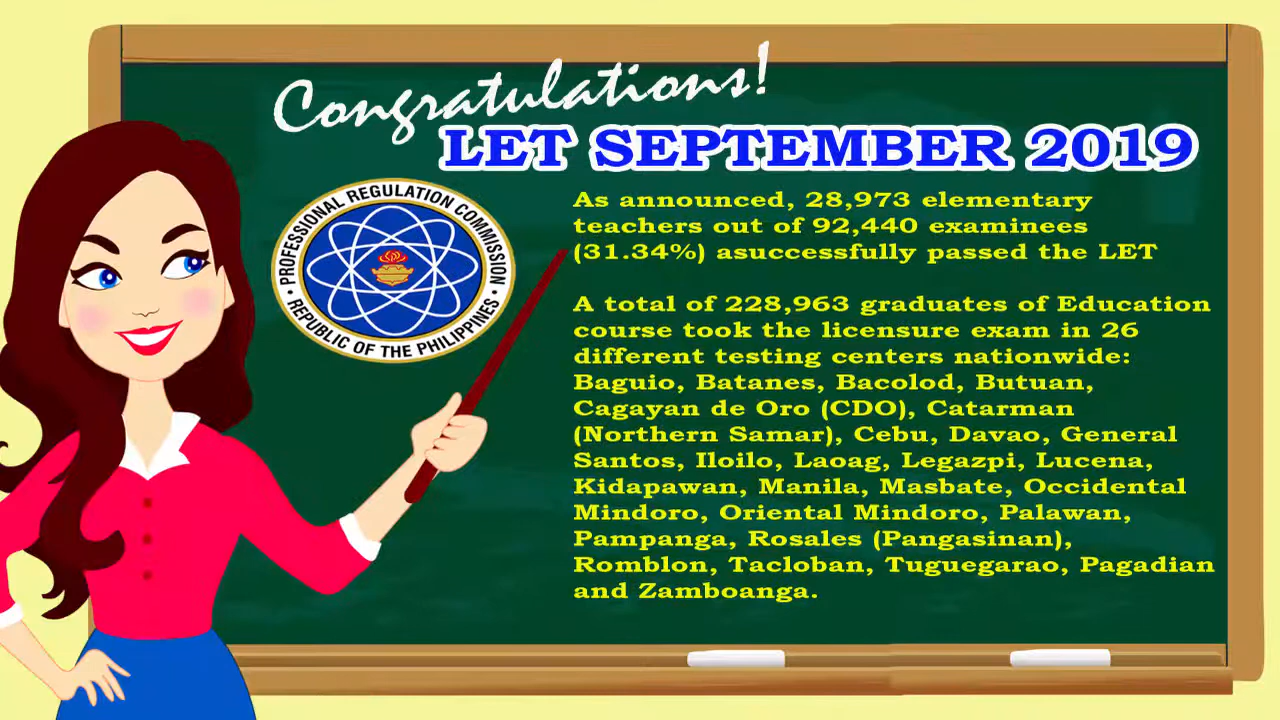 Congratulations!
LET SEPTEMBER 2019
PROFESSIONAL REGULATION COMMISSION
REPUBLIC OF THE PHILIPPINES
As announced, 28,973 elementary
teachers out of 92,440 examinees
(31.34%) asuccessfully passed the LET
A total of 228,963 graduates of Education
course took the licensure exam in 26
different testing centers nationwide:
Baguio, Batanes, Bacolod, Butuan,
Cagayan de Oro (CDO), Catarman
(Northern Samar), Cebu, Davao, General
Santos, Iloilo, Laoag, Legazpi, Lucena,
Kidapawan, Manila, Masbate, Occidental
Mindoro, Oriental Mindoro, Palawan,
Pampanga, Rosales (Pangasinan),
Romblon, Tacloban, Tuguegarao, Pagadian
and Zamboanga.